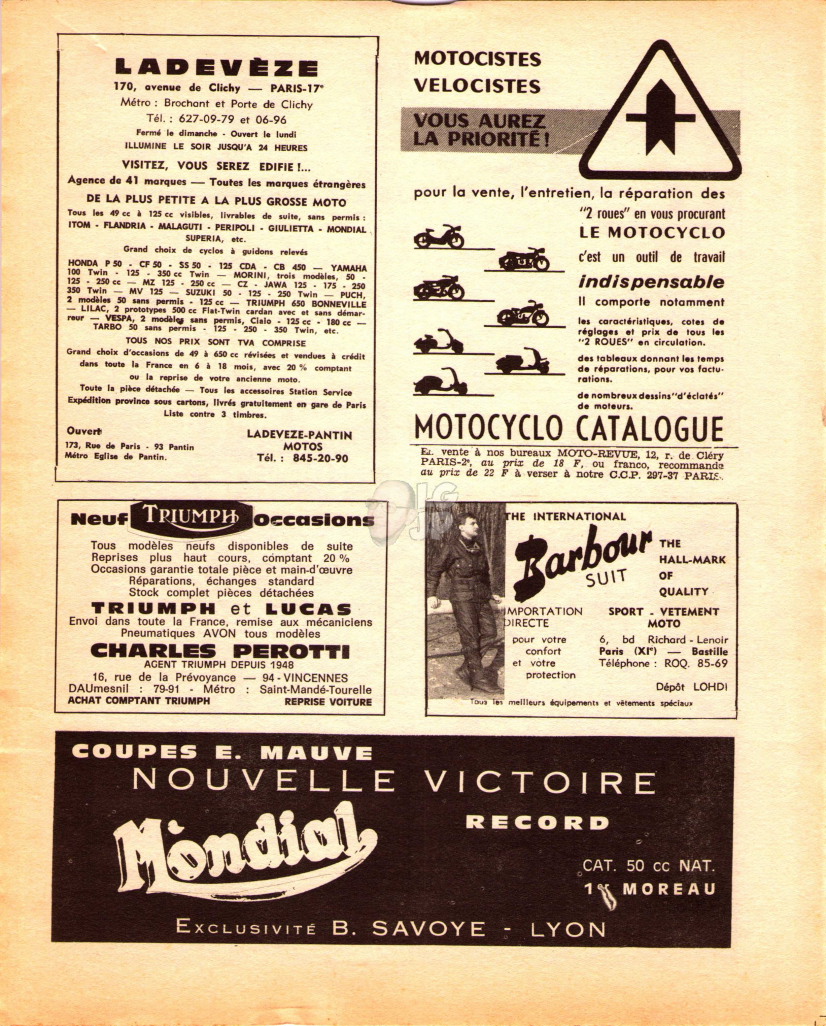 LADEVÈZE
170, avenue de Clichy — PARIS-17e
Métro : Brochant et Porte de Clichy
Tél. : 627-09-79 et 06-96
Fermé le dimanche - Ouvert le lundi
ILLUMINE LE SOIR JUSQU'A 24 HEURES
VISITEZ, VOUS SEREZ EDIFIE !...
Agence de 41 marques — Toutes les marques étrangères
DE LA PLUS PETITE A LA PLUS GROSSE MOTO
Tous les 49 cc à 125 cc visibles, livrables de suite, sans permis :
ITOM - FLANDRIA - MALAGUTI - PERIPOLI - GIULIETTA - MONDIAL
SUPERIA, etc.
Grand choix de cyclos à guidons relevés
HONDA P 50 - CF 50 - SS 50 - 125 CDA - CB 450 — YAMAHA
100 Twin - 125 - 350 cc Twin — MORINI, trois modèles, 50 -
125 - 250 cc — MZ 125 - 250 cc — CZ - JAWA 125 - 175 - 250
350 Twin — MV 125 — SUZUKI 50 - 125 - 250 Twin — PUCH,
2 modèles 50 sans permis - 125 cc — TRIUMPH 650 BONNEVILLE
— LILAC, 2 prototypes 500 cc Flat-Twin cardan avec et sans démar-
reur — VESPA, 2 modèles sans permis, Cialo - 125 cc - 180 cc —
TARBO 50 sans permis - 125 - 250 - 350 Twin, etc.
TOUS NOS PRIX SONT TVA COMPRISE
Grand choix d'occasions de 49 à 650 cc révisées et vendues à crédit
dans toute la France en 6 à 18 mois, avec 20 % comptant
ou la reprise de votre ancienne moto.
Toute la pièce détachée — Tous les accessoires Station Service
Expédition province sous cartons, livrés gratuitement en gare de Paris
Liste contre 3 timbres.
Ouvert
173, Rue de Paris - 93 Pantin
Métro Eglise de Pantin.
LADEVEZE-PANTIN
MOTOS
Tél. : 845-20-90
MOTOCISTES
VELOCISTES
VOUS AUREZ
LA PRIORITÉ !
pour la vente, l'entretien, la réparation des
"2 roues" en vous procurant
LE MOTOCYCLO
c'est un outil de travail
indispensable
Il comporte notamment
les caractéristiques, cotes de
réglages et prix de tous les
"2 ROUES" en circulation.
des tableaux donnant les temps
de réparations, pour vos factu-
rations.
de nombreux dessins "d'éclatés"
de moteurs.
MOTOCYCLO CATALOGUE
En vente à nos bureaux MOTO-REVUE, 12, r. de Cléry
PARIS-2e, au prix de 18 F, ou franco, recommandé
au prix de 22 F à verser à notre C.C.P. 297-37 PARIS.
Neuf TRIUMPH Occasions
Tous modèles neufs disponibles de suite
Reprises plus haut cours, comptant 20 %
Occasions garantie totale pièce et main-d'œuvre
Réparations, échanges standard
Stock complet pièces détachées
TRIUMPH et LUCAS
Envoi dans toute la France, remise aux mécaniciens
Pneumatiques AVON tous modèles
CHARLES PEROTTI
AGENT TRIUMPH DEPUIS 1948
16, rue de la Prévoyance — 94 - VINCENNES
DAUmesnil : 79-91 - Métro : Saint-Mandé-Tourelle
ACHAT COMPTANT TRIUMPH REPRISE VOITURE
THE INTERNATIONAL
Barbour
SUIT
THE
HALL-MARK
OF
QUALITY
IMPORTATION
DIRECTE
pour votre
confort
et votre
protection
SPORT - VETEMENT
MOTO
6, bd Richard-Lenoir
Paris (XIe) — Bastille
Téléphone : ROQ. 85-69
Dépôt LOHDI
Tous les meilleurs équipements et vêtements spéciaux
COUPES E. MAUVE
NOUVELLE VICTOIRE
Mondial
RECORD
CAT. 50 cc NAT.
1er MOREAU
EXCLUSIVITÉ B. SAVOYE - LYON